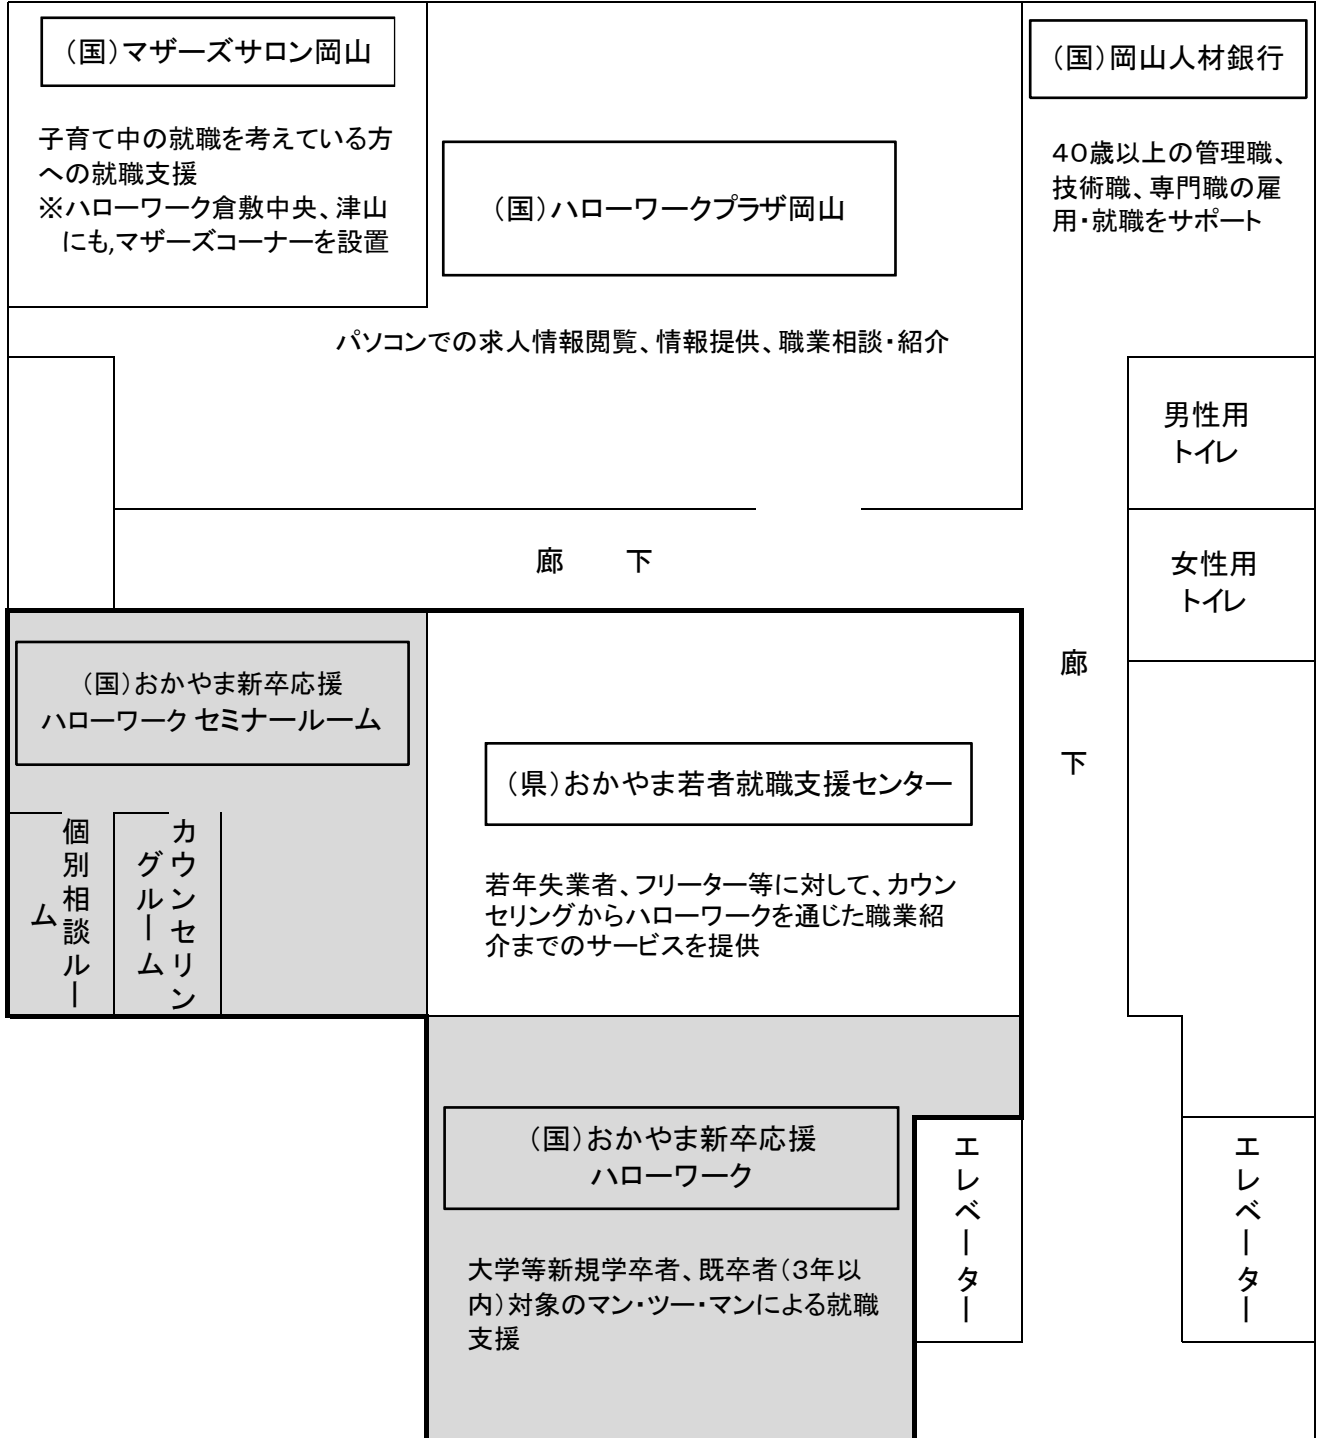 （国）マザーズサロン岡山
子育て中の就職を考えている方
への就職支援
※ハローワーク倉敷中央、津山
にも,マザーズコーナーを設置
（国）ハローワークプラザ岡山
パソコンでの求人情報閲覧、情報提供、職業相談・紹介
（国）岡山人材銀行
４０歳以上の管理職、
技術職、専門職の雇
用・就職をサポート
男性用
トイレ
女性用
トイレ
廊　　下
廊
下
（国）おかやま新卒応援
ハローワーク セミナールーム
個別相談ルー
ム
カウンセリン
グルーム
（県）おかやま若者就職支援センター
若年失業者、フリーター等に対して、カウン
セリングからハローワークを通じた職業紹
介までのサービスを提供
（国）おかやま新卒応援
ハローワーク
大学等新規学卒者、既卒者（３年以
内）対象のマン・ツー・マンによる就職
支援
エレベーター
エレベーター